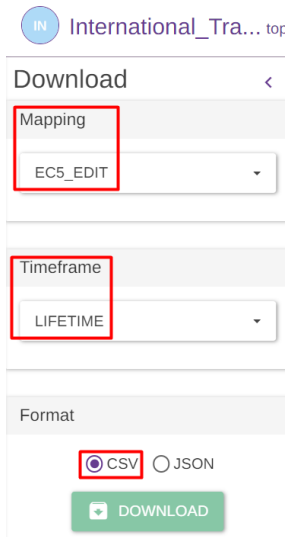 IN International_Tra... top
Download
Mapping
EC5_EDIT
Timeframe
LIFETIME
Format
CSV JSON
DOWNLOAD